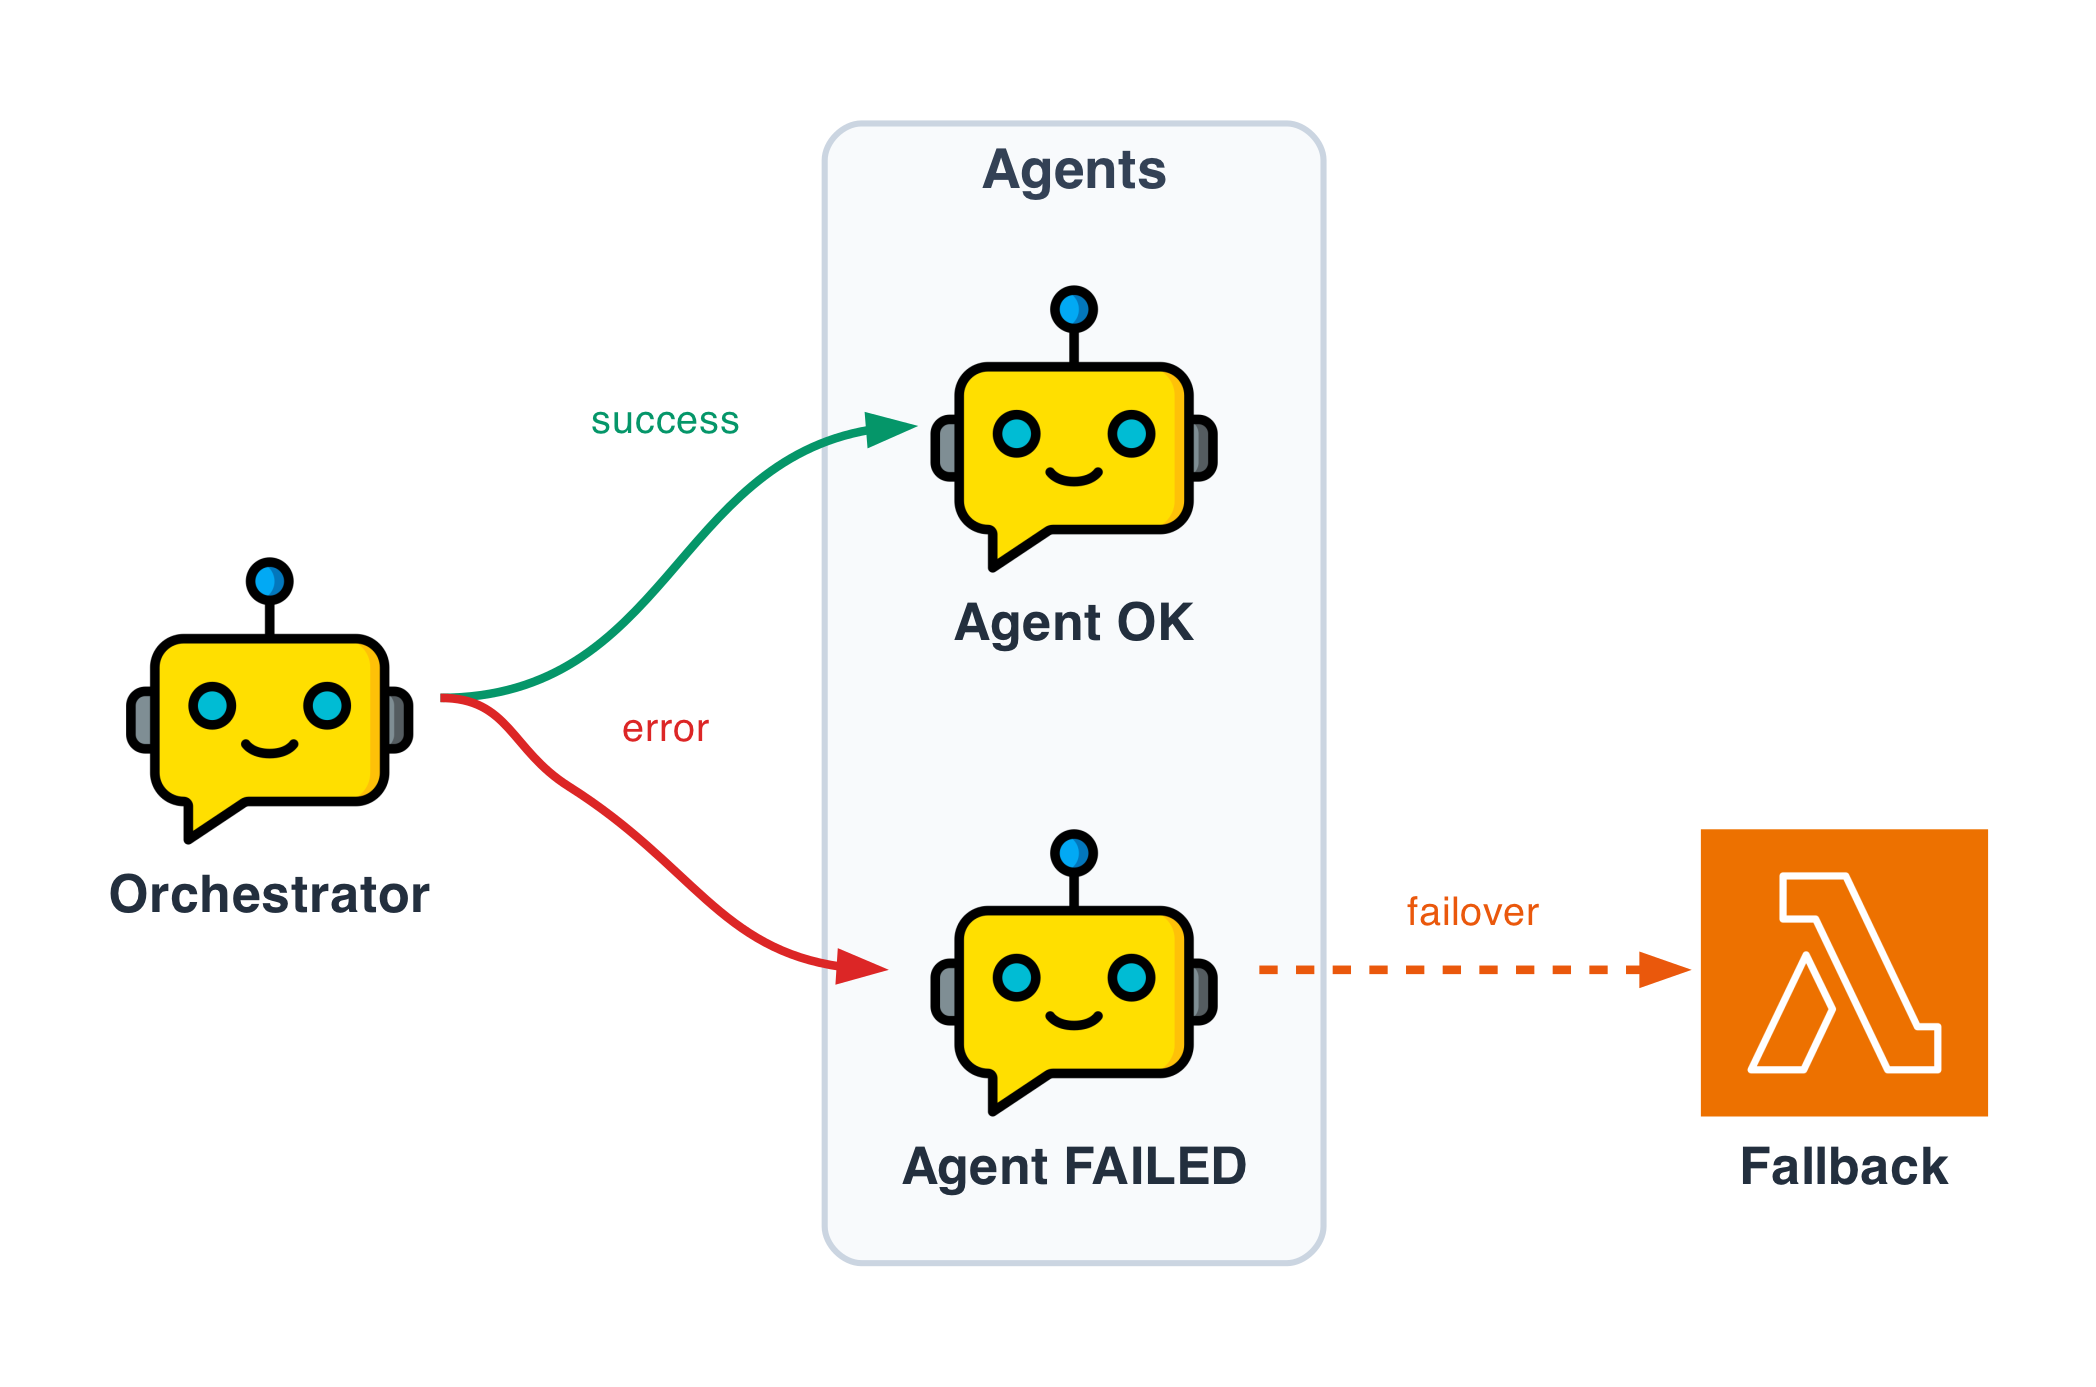 Agents
success
Agent OK
error
Orchestrator
failover
Agent FAILED
Fallback